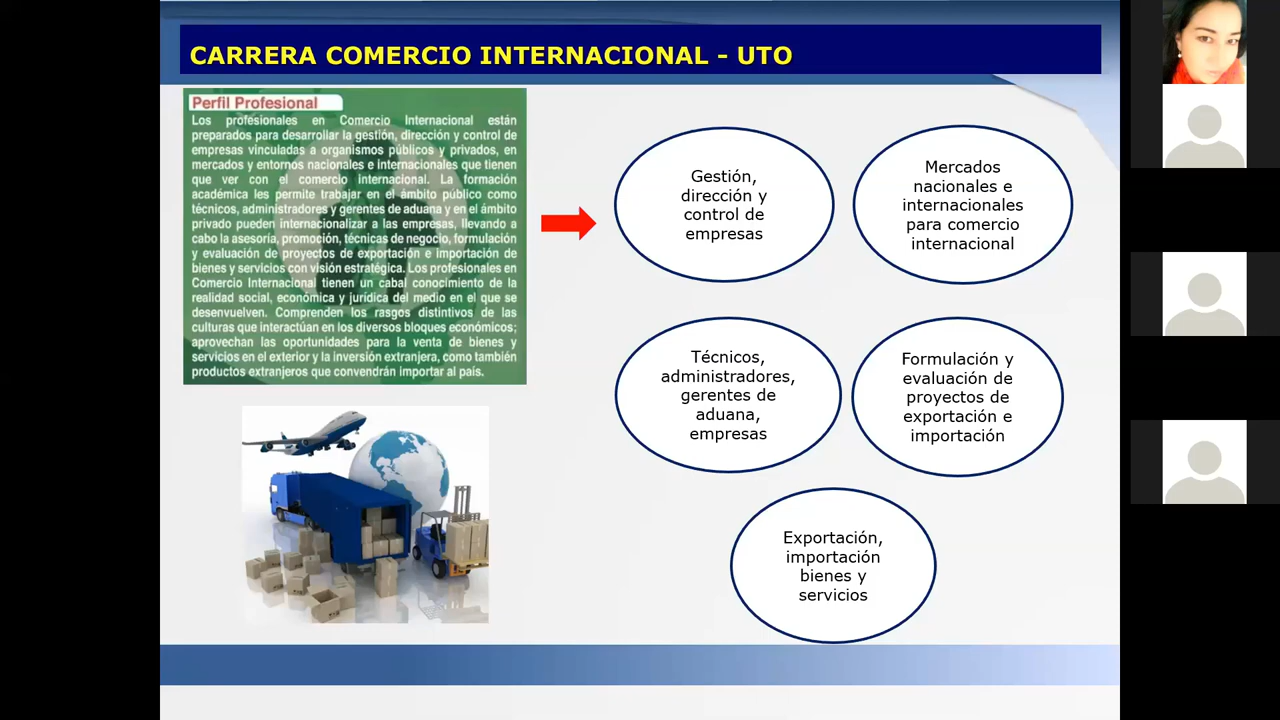 CARRERA COMERCIO INTERNACIONAL - UTO
Perfil Profesional
Los profesionales en Comercio Internacional están
preparados para desarrollar la gestión, dirección y control de
empresas vinculadas a organismos públicos y privados, en
mercados y entornos nacionales e internacionales que tienen
que ver con el comercio internacional. La formación
académica les permite trabajar en el ámbito público como
técnicos, administradores y gerentes de aduana y en el ámbito
privado pueden internacionalizar a las empresas, llevando a
cabo la asesoría, promoción, técnicas de negocio, formulación
y evaluación de proyectos de exportación e importación de
bienes y servicios con visión estratégica. Los profesionales en
Comercio Internacional tienen un cabal conocimiento de la
realidad social, económica y jurídica del medio en el que se
desenvuelven. Comprenden los rasgos distintivos de las
culturas que interactúan en los diversos bloques económicos;
aprovechan las oportunidades para la venta de bienes y
servicios en el exterior y la inversión extranjera, como también
productos extranjeros que convendrán importar al país.
Gestión,
dirección y
control de
empresas
Mercados
nacionales e
internacionales
para comercio
internacional
Técnicos,
administradores,
gerentes de
aduana,
empresas
Formulación y
evaluación de
proyectos de
exportación e
importación
Exportación,
importación
bienes y
servicios